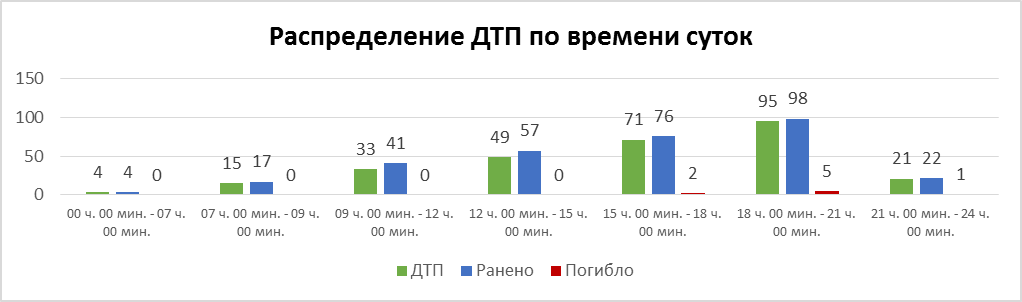 Распределение ДТП по времени суток
150
100
50
0
4 4 0
15 17 0
33 41 0
49 57 0
71 76 2
95 98 5
21 22 1
00 ч. 00 мин. - 07 ч.
00 мин.
07 ч. 00 мин. - 09 ч.
00 мин.
09 ч. 00 мин. - 12 ч.
00 мин.
12 ч. 00 мин. - 15 ч.
00 мин.
15 ч. 00 мин. - 18 ч.
00 мин.
18 ч. 00 мин. - 21 ч.
00 мин.
21 ч. 00 мин. - 24 ч.
00 мин.
ДТП Ранено Погибло